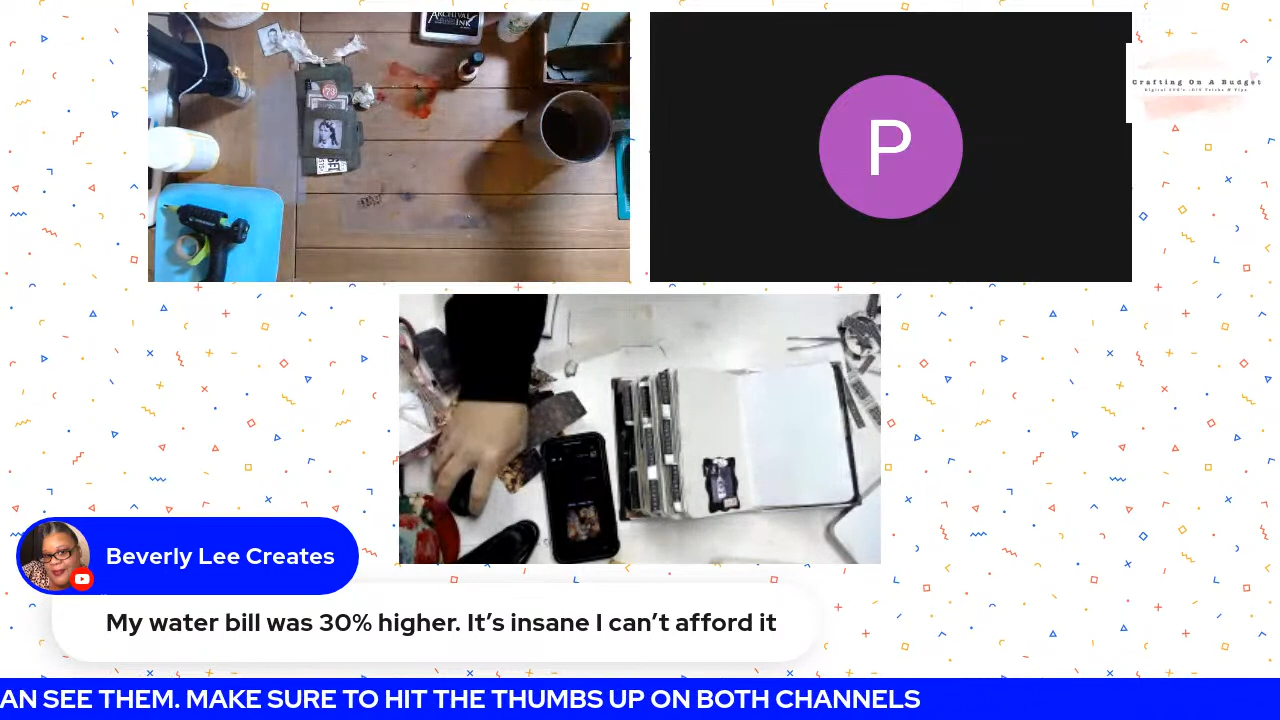 ARCHIVAL
INK
73
P
Crafting On A Budget
Beverly Lee Creates
My water bill was 30% higher. It’s insane I can’t afford it
AN SEE THEM. MAKE SURE TO HIT THE THUMBS UP ON BOTH CHANNELS